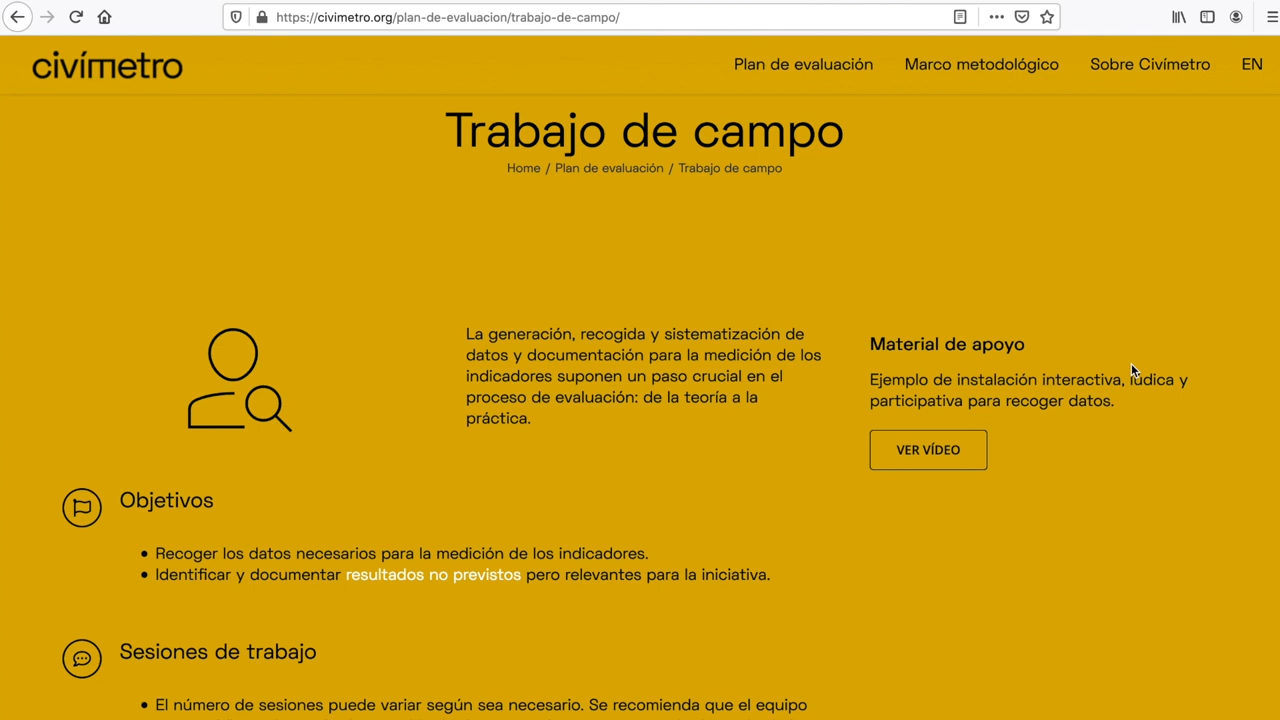 https://civimetro.org/plan-de-evaluacion/trabajo-de-campo/
civímetro
Plan de evaluación
Marco metodológico
Sobre Civímetro
EN
Trabajo de campo
Home / Plan de evaluación / Trabajo de campo
La generación, recogida y sistematización de
datos y documentación para la medición de los
indicadores suponen un paso crucial en el
proceso de evaluación: de la teoría a la
práctica.
Material de apoyo
Ejemplo de instalación interactiva, lúdica y
participativa para recoger datos.
VER VÍDEO
Objetivos
• Recoger los datos necesarios para la medición de los indicadores.
• Identificar y documentar resultados no previstos pero relevantes para la iniciativa.
Sesiones de trabajo
• El número de sesiones puede variar según sea necesario. Se recomienda que el equipo